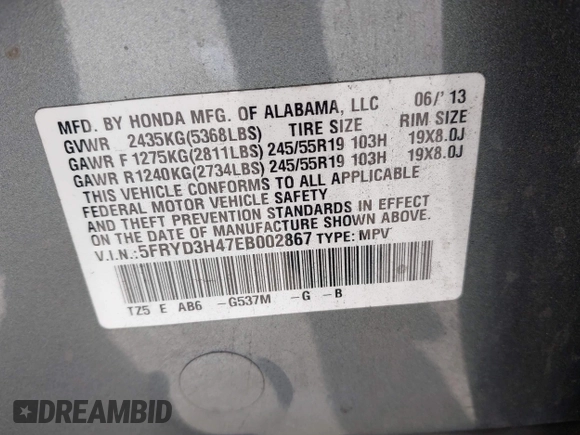 MFD. BY HONDA MFG. OF ALABAMA, LLC 06/'13
GVWR 2435KG(5368LBS) TIRE SIZE RIM SIZE
GAWR F 1275KG(2811LBS) 245/55R19 103H 19X8.0J
GAWR R 1240KG(2734LBS) 245/55R19 103H 19X8.0J
THIS VEHICLE CONFORMS TO ALL APPLICABLE
FEDERAL MOTOR VEHICLE SAFETY
AND THEFT PREVENTION STANDARDS IN EFFECT
ON THE DATE OF MANUFACTURE SHOWN ABOVE.
V.I.N.:5FRYD3H47EB002867 TYPE: MPV
TZ5 E AB6 -G537M -G -B
DREAMBID